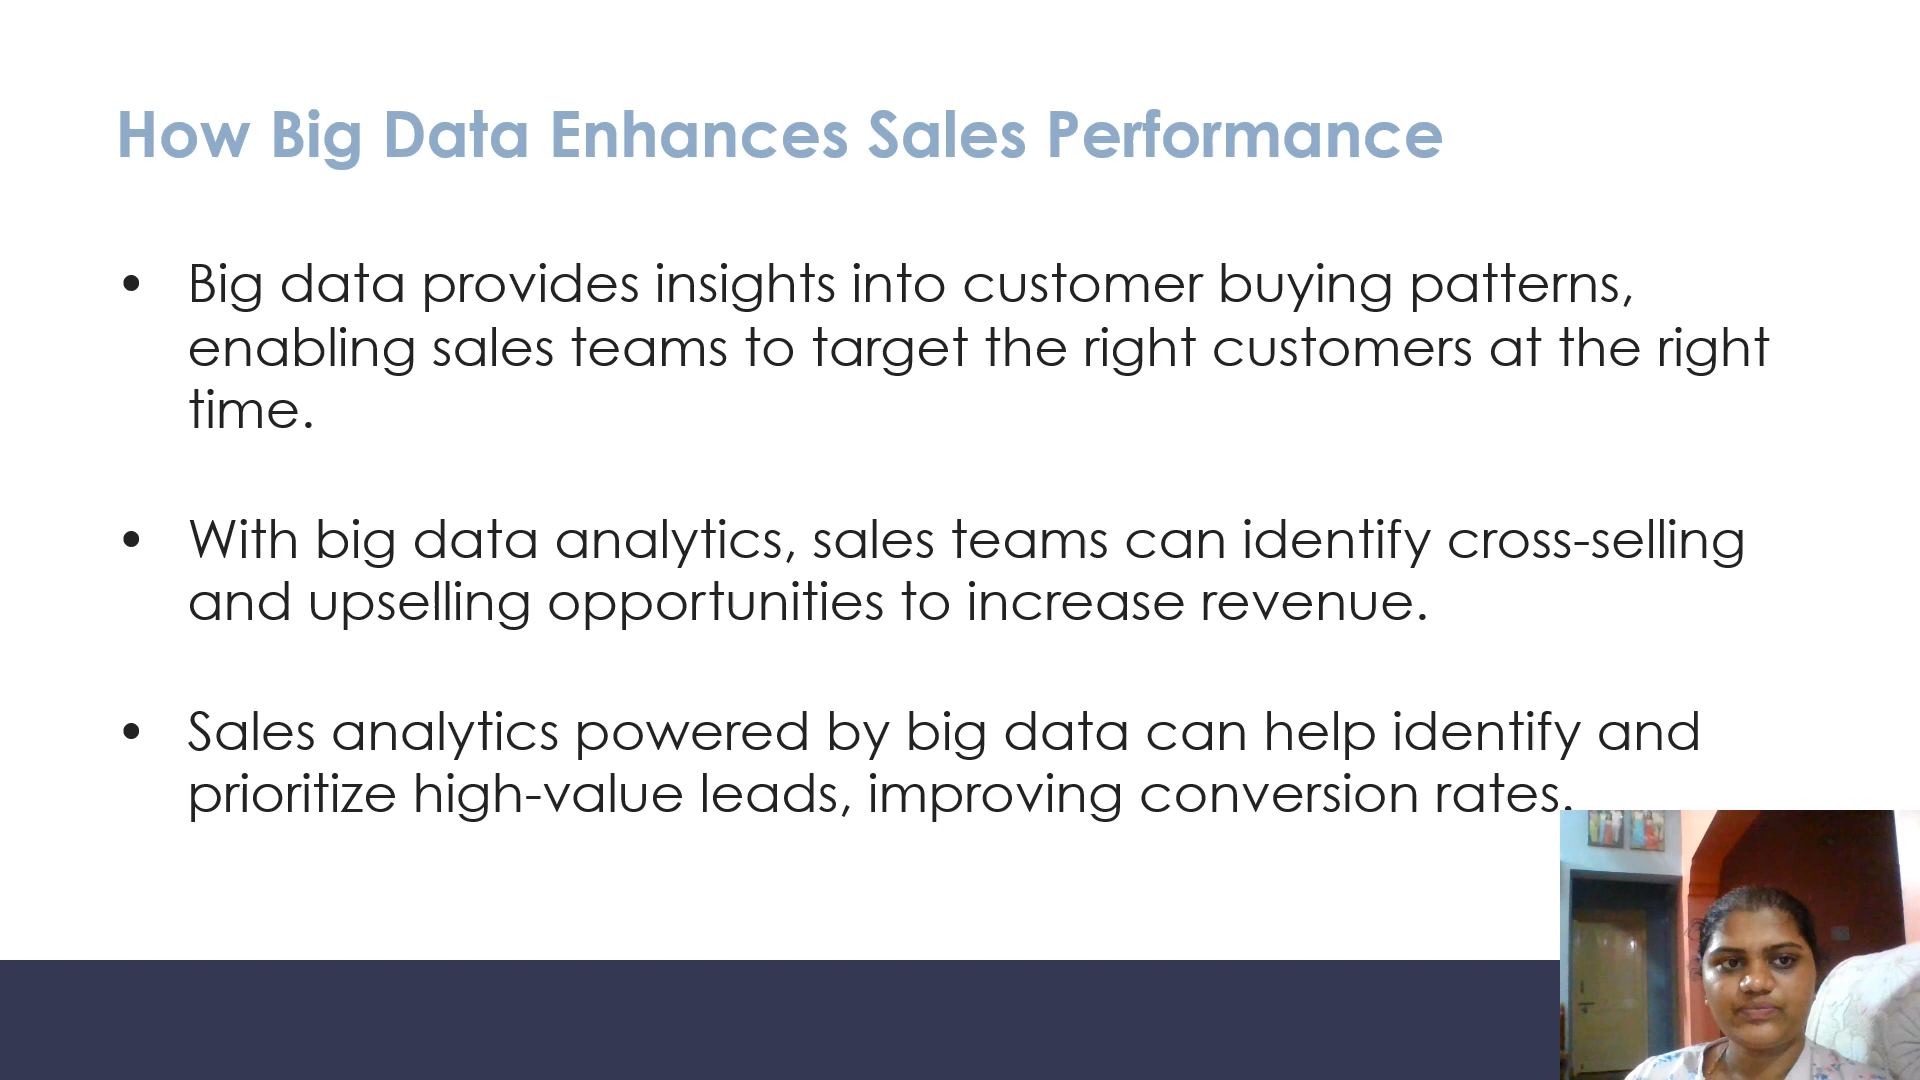 How Big Data Enhances Sales Performance
• Big data provides insights into customer buying patterns,
enabling sales teams to target the right customers at the right
time.
• With big data analytics, sales teams can identify cross-selling
and upselling opportunities to increase revenue.
• Sales analytics powered by big data can help identify and
prioritize high-value leads, improving conversion rates.